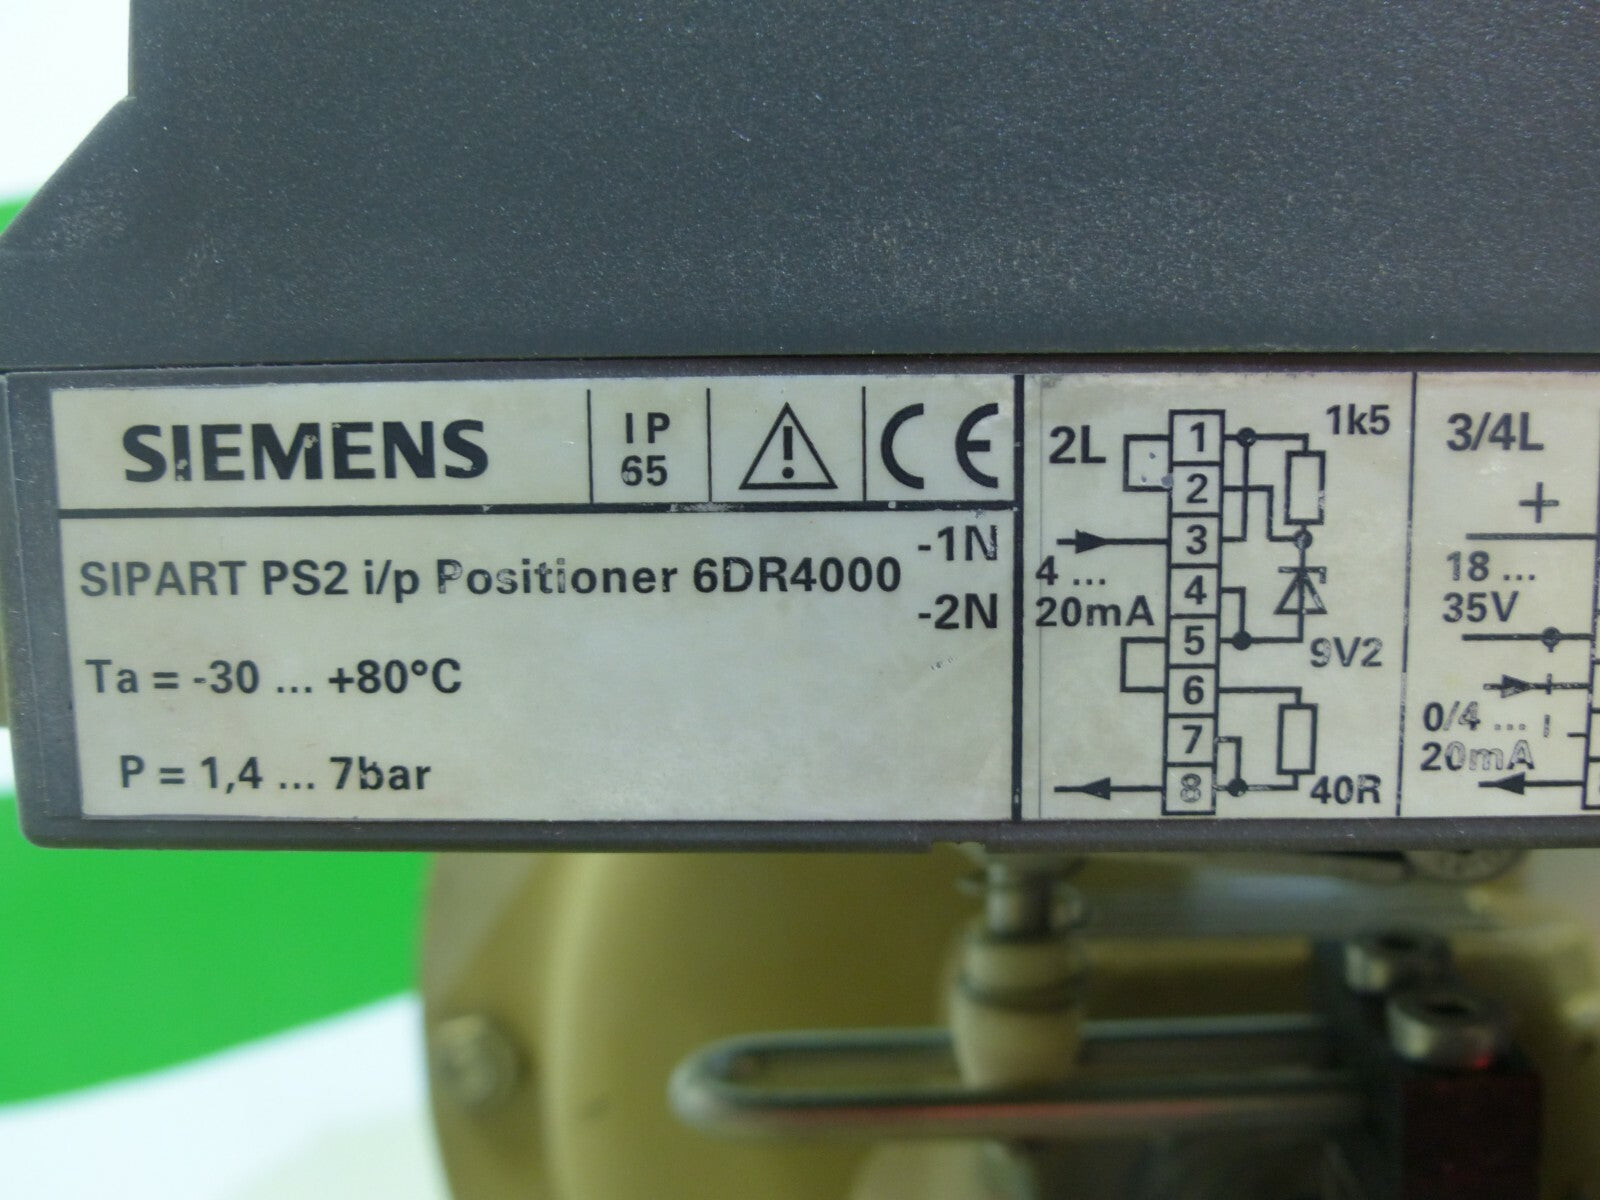 SIEMENS
IP
65
CE
SIPART PS2 i/p Positioner 6DR4000
-1N
-2N
Ta = -30 ... +80°C
P = 1,4 ... 7bar
2L
1k5
1
2
3
4
5
6
7
8
4 ...
20mA
9V2
40R
3/4L
+
18 ...
35V
0/4 ...
20mA